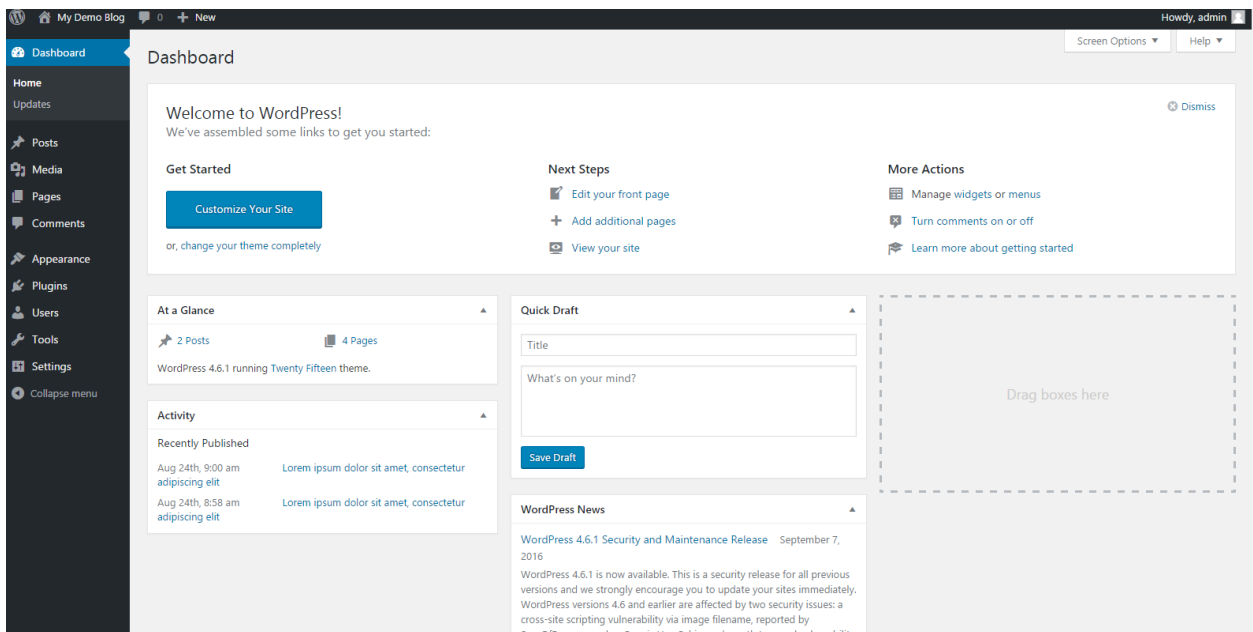 My Demo Blog 0 + New
Howdy, admin
Screen Options ▼ Help ▼
Dashboard
Home
Updates
Posts
Media
Pages
Comments
Appearance
Plugins
Users
Tools
Settings
Collapse menu
Dashboard
Welcome to WordPress!
We've assembled some links to get you started:
Dismiss
Get Started
Customize Your Site
or, change your theme completely
Next Steps
Edit your front page
Add additional pages
View your site
More Actions
Manage widgets or menus
Turn comments on or off
Learn more about getting started
At a Glance
2 Posts 4 Pages
WordPress 4.6.1 running Twenty Fifteen theme.
Activity
Recently Published
Aug 24th, 9:00 am Lorem ipsum dolor sit amet, consectetur
adipiscing elit
Aug 24th, 8:58 am Lorem ipsum dolor sit amet, consectetur
adipiscing elit
Quick Draft
Title
What's on your mind?
Save Draft
WordPress News
WordPress 4.6.1 Security and Maintenance Release September 7,
2016
WordPress 4.6.1 is now available. This is a security release for all previous
versions and we strongly encourage you to update your sites immediately.
WordPress versions 4.6 and earlier are affected by two security issues: a
cross-site scripting vulnerability via image filename, reported by
Drag boxes here